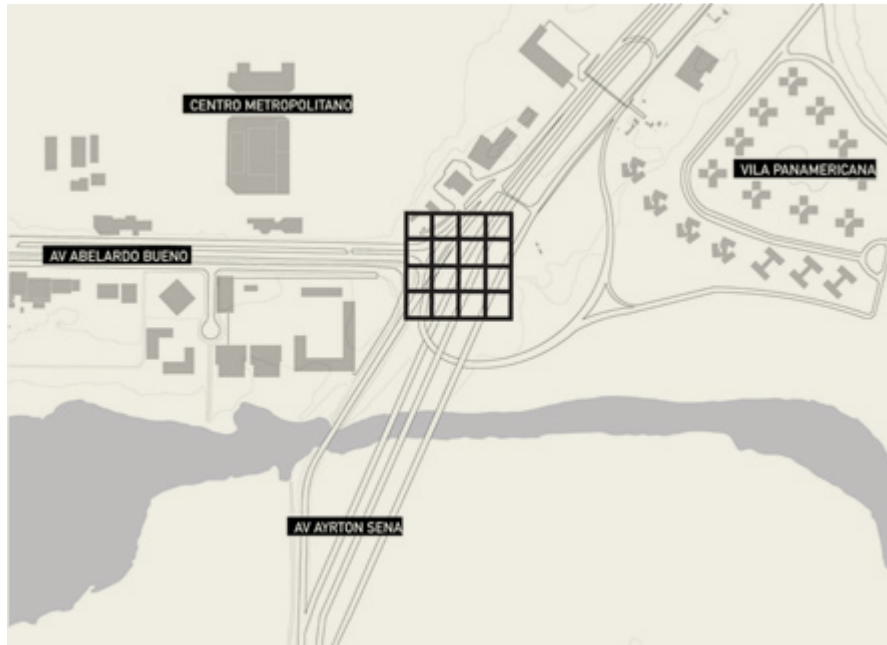 CENTRO METROPOLITANO
VILA PANAMERICANA
AV ABELARDO BUENO
AV AYRTON SENA